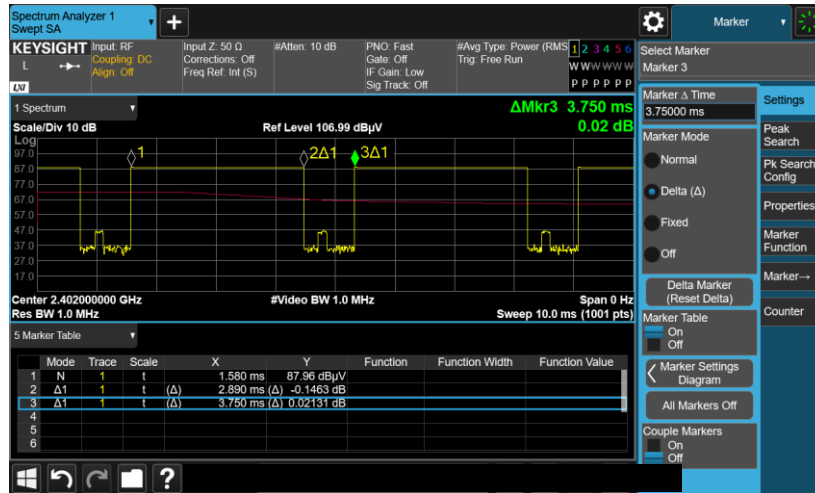 Spectrum Analyzer 1
Swept SA
Marker
KEYSIGHT Input: RF Input Z: 50 Ω #Atten: 10 dB PNO: Fast #Avg Type: Power (RMS 1 2 3 4 5 6
L Coupling: DC Corrections: Off Gate: Off Trig: Free Run
Align: Off Freq Ref: Int (S) IF Gain: Low W W W W W W
Sig Track: Off P P P P P P
LXI
Select Marker
Marker 3
1 Spectrum
ΔMkr3 3.750 ms
Scale/Div 10 dB Ref Level 106.99 dBµV 0.02 dB
Log
97.0
87.0
77.0
67.0
57.0
47.0
37.0
27.0
17.0
1
2Δ1
3Δ1
Center 2.402000000 GHz #Video BW 1.0 MHz Span 0 Hz
Res BW 1.0 MHz Sweep 10.0 ms (1001 pts)
5 Marker Table
Mode Trace Scale X Y Function Function Width Function Value
1 N 1 t 1.580 ms 87.96 dBµV
2 Δ1 1 t (Δ) 2.890 ms (Δ) -0.1463 dB
3 Δ1 1 t (Δ) 3.750 ms (Δ) 0.02131 dB
4
5
6
Marker Δ Time
3.75000 ms
Marker Mode
Normal
Delta (Δ)
Fixed
Off
Delta Marker
(Reset Delta)
Marker Table
On
Off
Marker Settings
Diagram
All Markers Off
Couple Markers
On
Off
Settings
Peak
Search
Pk Search
Config
Properties
Marker
Function
Marker→
Counter
?